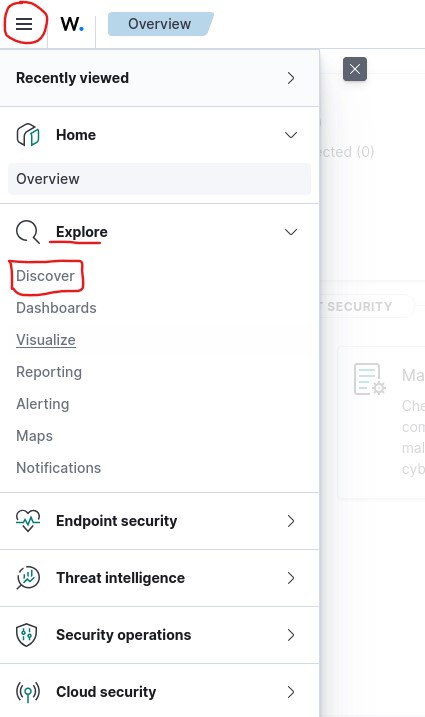 W.
Overview
Recently viewed
Home
Overview
Explore
Discover
Dashboards
Visualize
Reporting
Alerting
Maps
Notifications
Endpoint security
Threat intelligence
Security operations
Cloud security
ected (0)
T SECURITY
Ma
Che
com
mal
cyb